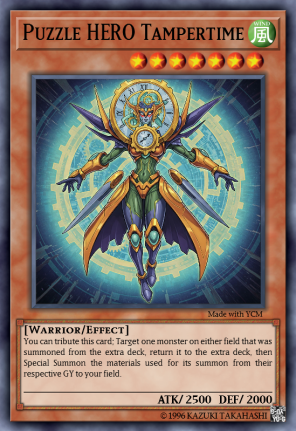 PUZZLE HERO TAMPERTIME
WIND
風
Made with YCM
[WARRIOR/EFFECT]
You can tribute this card; Target one monster on either field that was
summoned from the extra deck, return it to the extra deck, then
Special Summon the materials used for its summon from their
respective GY to your field.
ATK/ 2500 DEF/ 2000
©1996 KAZUKI TAKAHASHI